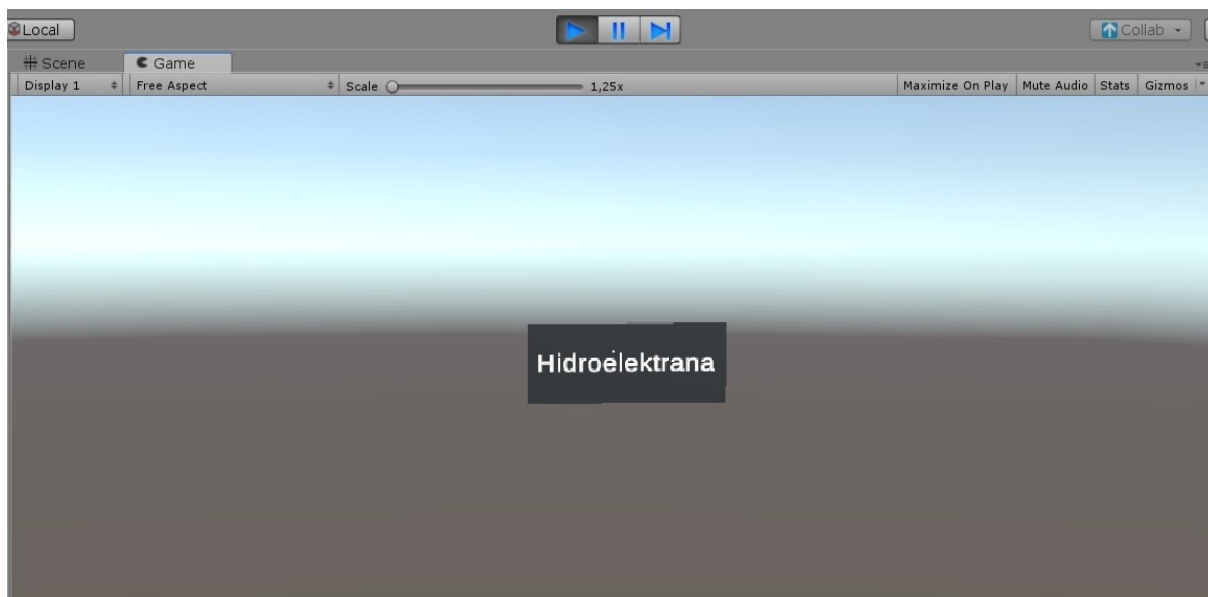 Local
Collab
Scene Game
Display 1 Free Aspect Scale 1,25x Maximize On Play Mute Audio Stats Gizmos
Hidroelektrana